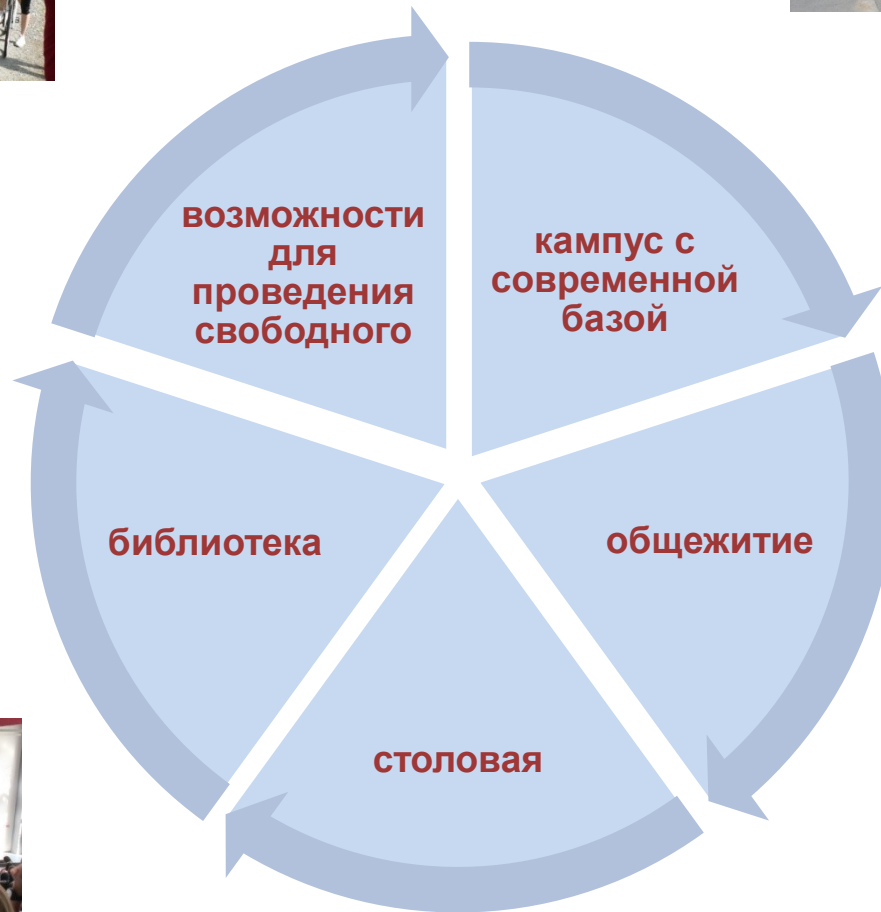 возможности
для
проведения
свободного
кампус с
современной
базой
библиотека
общежитие
столовая